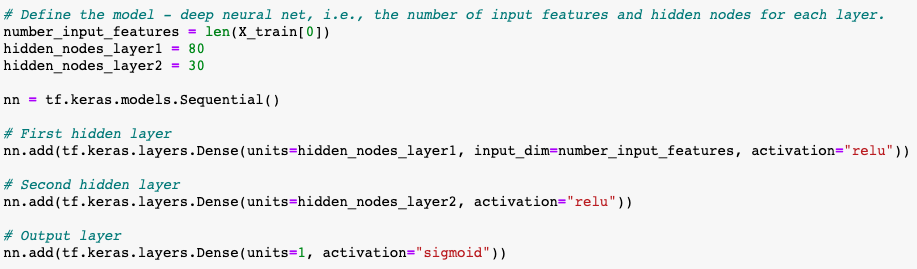 # Define the model - deep neural net, i.e., the number of input features and hidden nodes for each layer.
number_input_features = len(X_train[0])
hidden_nodes_layer1 = 80
hidden_nodes_layer2 = 30
nn = tf.keras.models.Sequential()
# First hidden layer
nn.add(tf.keras.layers.Dense(units=hidden_nodes_layer1, input_dim=number_input_features, activation="relu"))
# Second hidden layer
nn.add(tf.keras.layers.Dense(units=hidden_nodes_layer2, activation="relu"))
# Output layer
nn.add(tf.keras.layers.Dense(units=1, activation="sigmoid"))